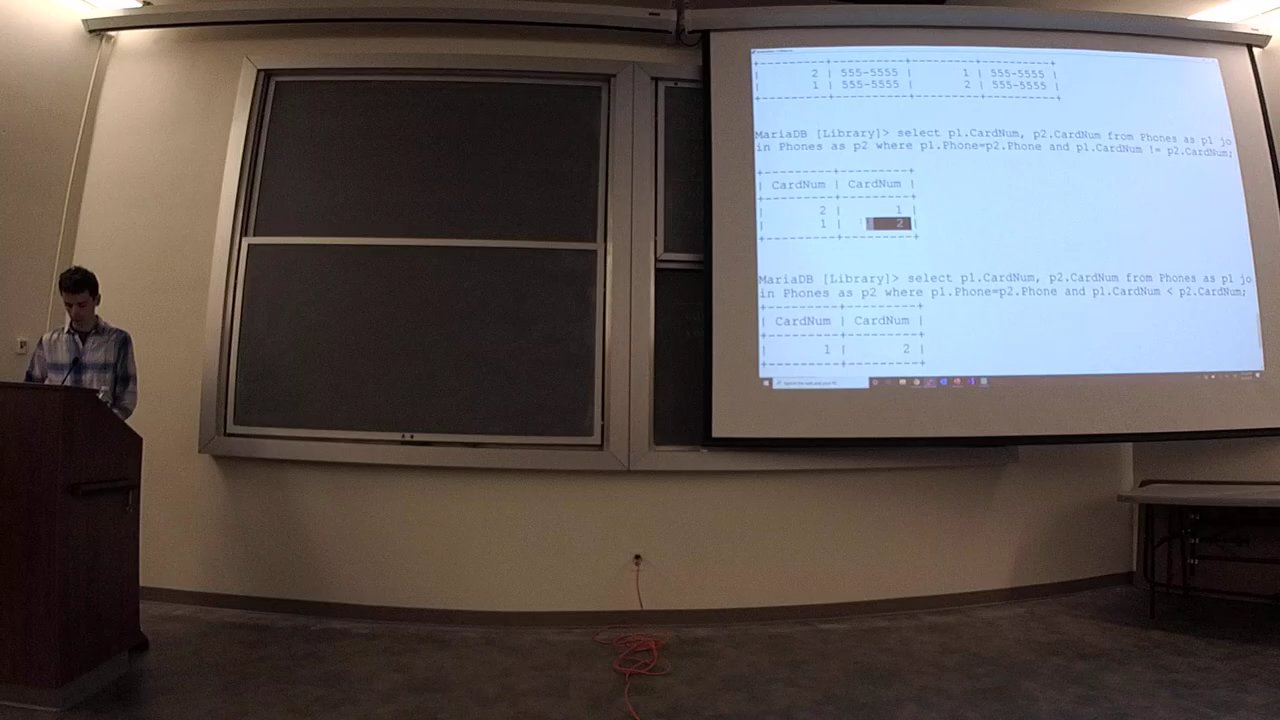 +---------+----------+---------+----------+
|       2 | 555-5555 |       1 | 555-5555 |
|       1 | 555-5555 |       2 | 555-5555 |
+---------+----------+---------+----------+
MariaDB [Library]> select p1.CardNum, p2.CardNum from Phones as p1 jo
in Phones as p2 where p1.Phone=p2.Phone and p1.CardNum != p2.CardNum;
+---------+---------+
| CardNum | CardNum |
+---------+---------+
|       2 |       1 |
|       1 |       2 |
+---------+---------+
MariaDB [Library]> select p1.CardNum, p2.CardNum from Phones as p1 jo
in Phones as p2 where p1.Phone=p2.Phone and p1.CardNum < p2.CardNum;
+---------+---------+
| CardNum | CardNum |
+---------+---------+
|       1 |       2 |
+---------+---------+